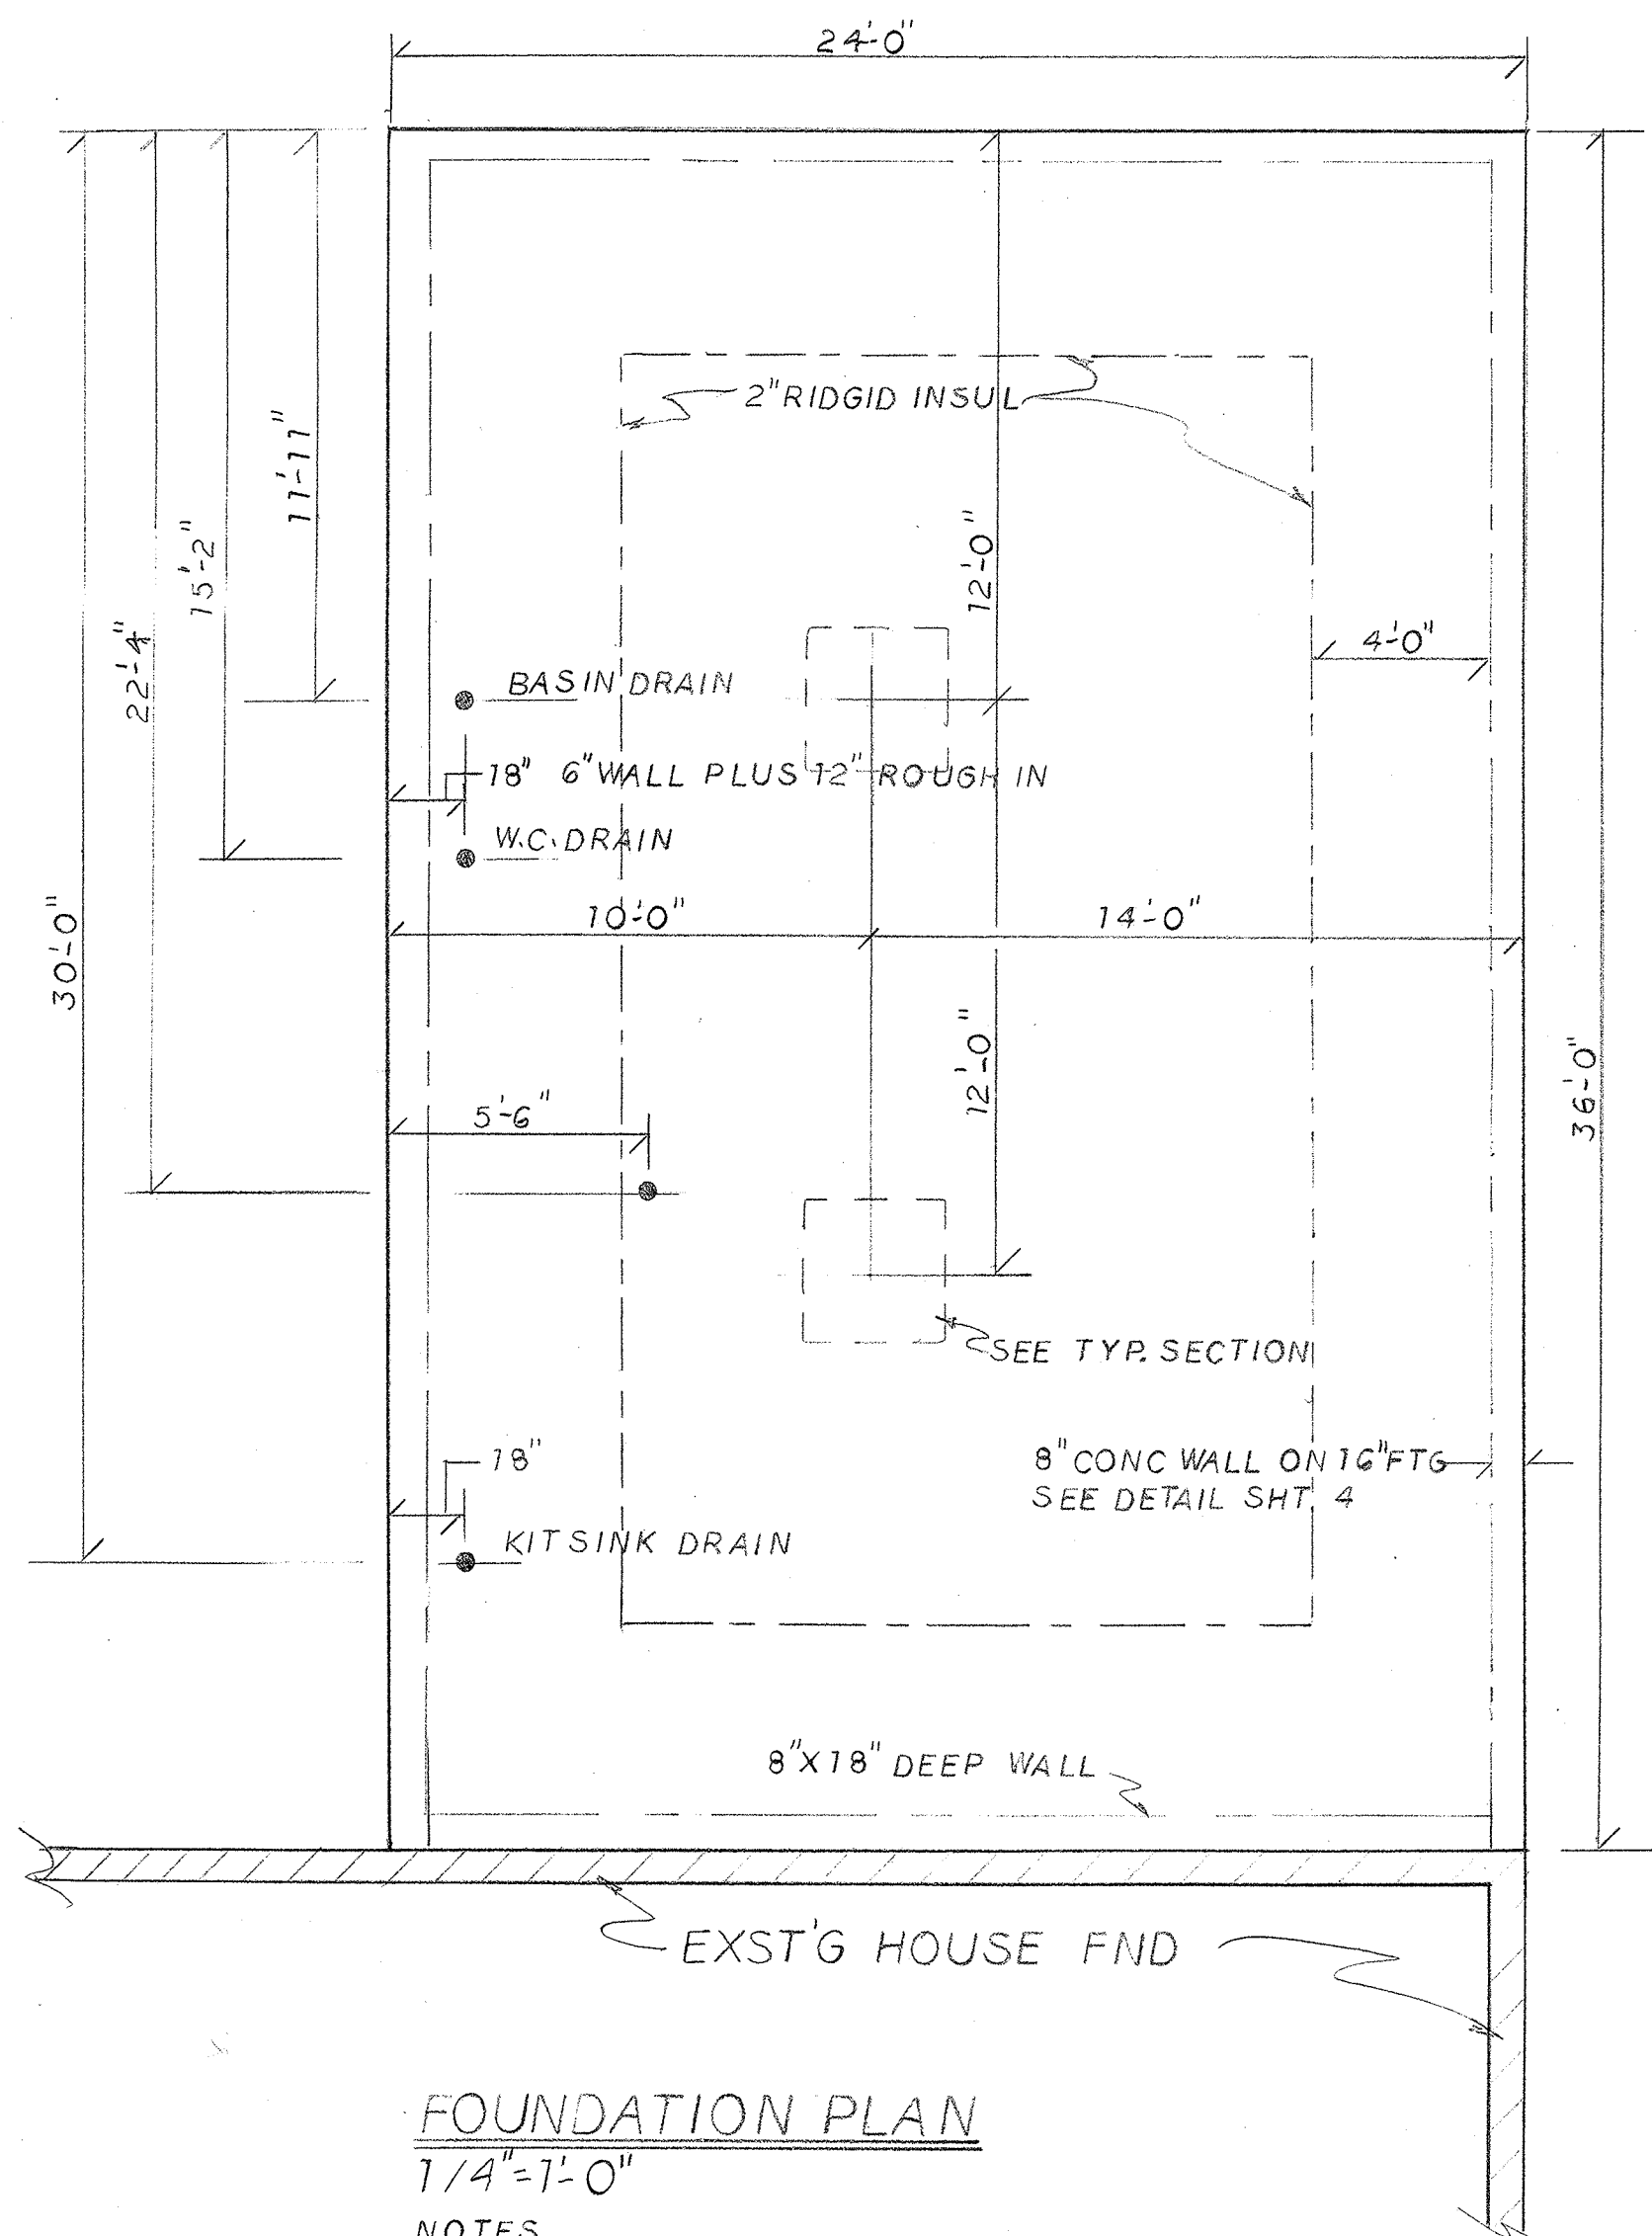 24'-0"
2"RIDGID INSUL
11'-11"
12'-0"
15'-2"
4'-0"
22'-4"
BASIN DRAIN
18" 6"WALL PLUS 12" ROUGH IN
W.C. DRAIN
10'-0"
14'-0"
30'-0"
12'-0"
36'-0"
5'-6"
SEE TYP. SECTION
18"
8"CONC WALL ON 16"FTG
SEE DETAIL SHT 4
KIT SINK DRAIN
8"X18" DEEP WALL
EXST'G HOUSE FND
FOUNDATION PLAN
1/4"=1'-0"
NOTES